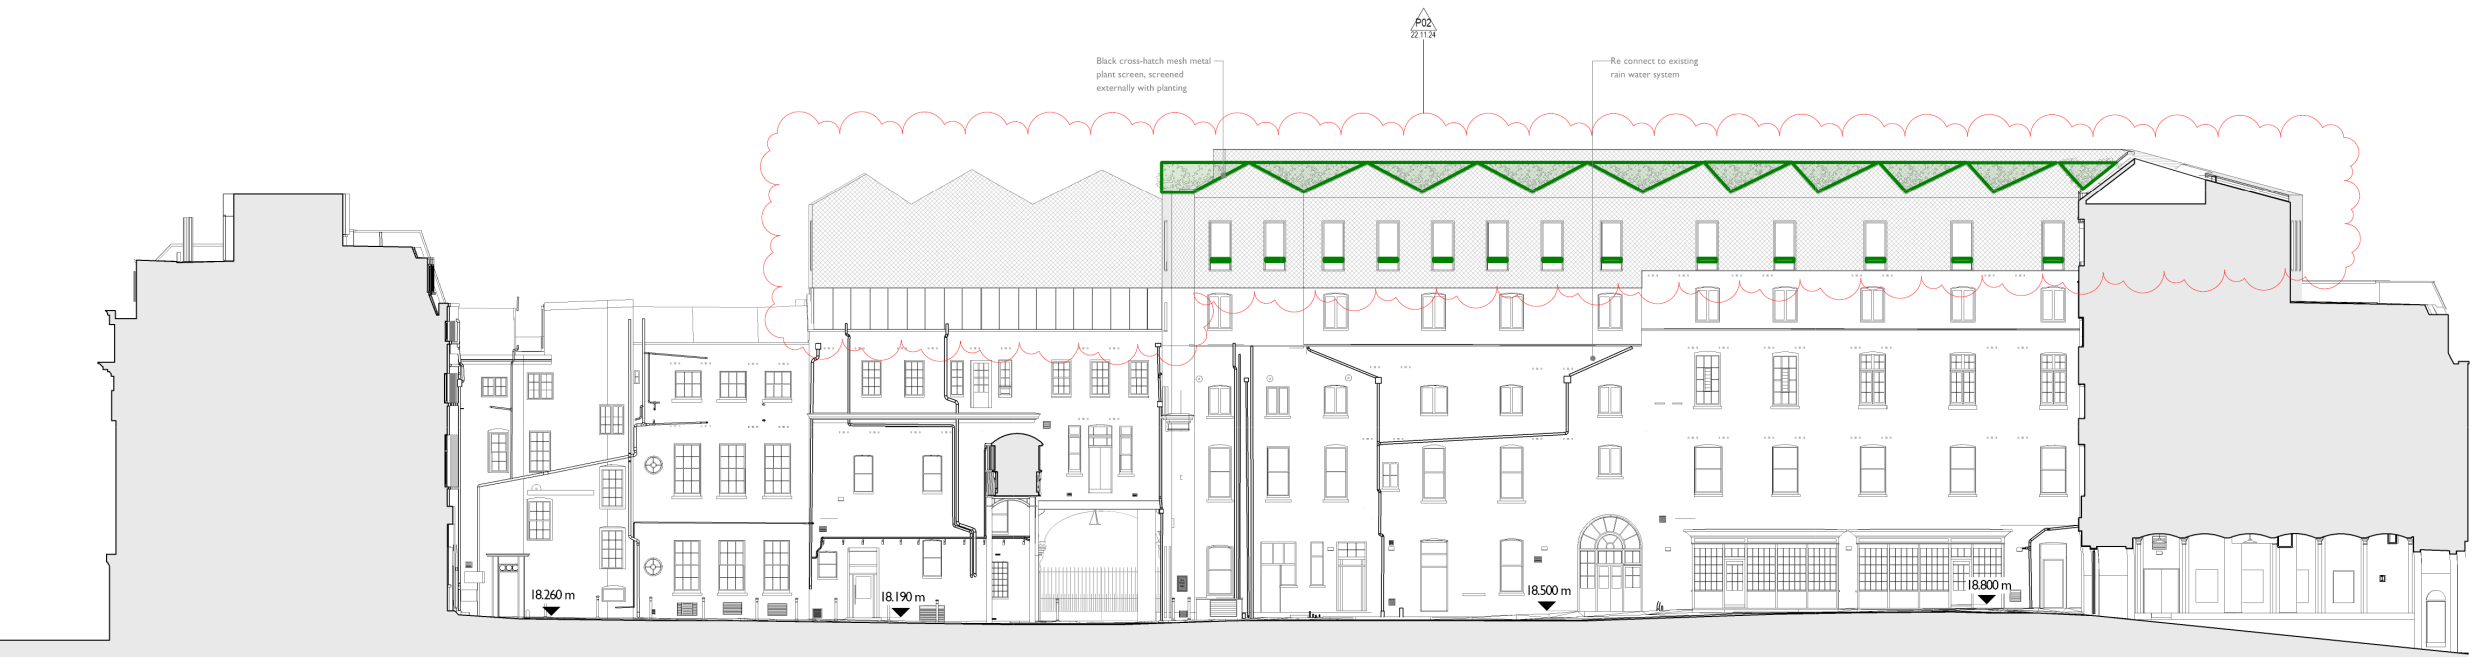 P02
22.11.24
Black cross-hatch mesh metal
plant screen, screened
externally with planting
Re connect to existing
rain water system
18.260 m
18.190 m
18.500 m
18.800 m